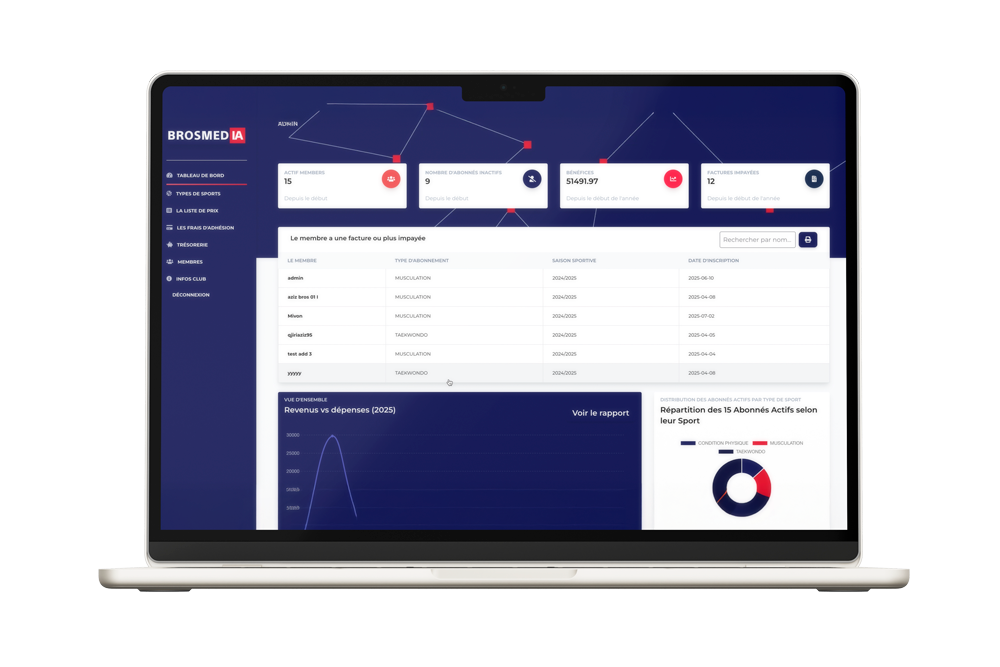 BROSMEDIA
ADMIN
TABLEAU DE BORD
TYPES DE SPORTS
LA LISTE DE PRIX
LES FRAIS D'ADHÉSION
TRÉSORERIE
MEMBRES
INFOS CLUB
DÉCONNEXION
ACTIF MEMBERS
15
Depuis le début
NOMBRE D'ABONNÉS INACTIFS
9
Depuis le début
BENÉFICES
51491.97
Depuis le début de l'année
FACTURES IMPAYÉES
12
Depuis le début de l'année
Le membre a une facture ou plus impayée
Rechercher par nom...
LE MEMBRE TYPE D'ABONNEMENT SAISON SPORTIVE DATE D'INSCRIPTION
admin MUSCULATION 2024/2025 2025-06-10
aziz bros 01 I MUSCULATION 2024/2025 2025-04-08
MUSCULATION 2024/2025 2025-07-02
qjiriaziz95 TAEKWONDO 2024/2025 2025-04-05
test add 3 MUSCULATION 2024/2025 2025-04-04
yyyyy TAEKWONDO 2024/2025 2025-04-08
VUE D'ENSEMBLE
Revenus vs dépenses (2025)
Voir le rapport
30000
25000
20000
DISTRIBUTION DES ABONNÉS ACTIFS PAR TYPE DE SPORT
Répartition des 15 Abonnés Actifs selon
leur Sport
CONDITION PHYSIQUE MUSCULATION
TAEKWONDO